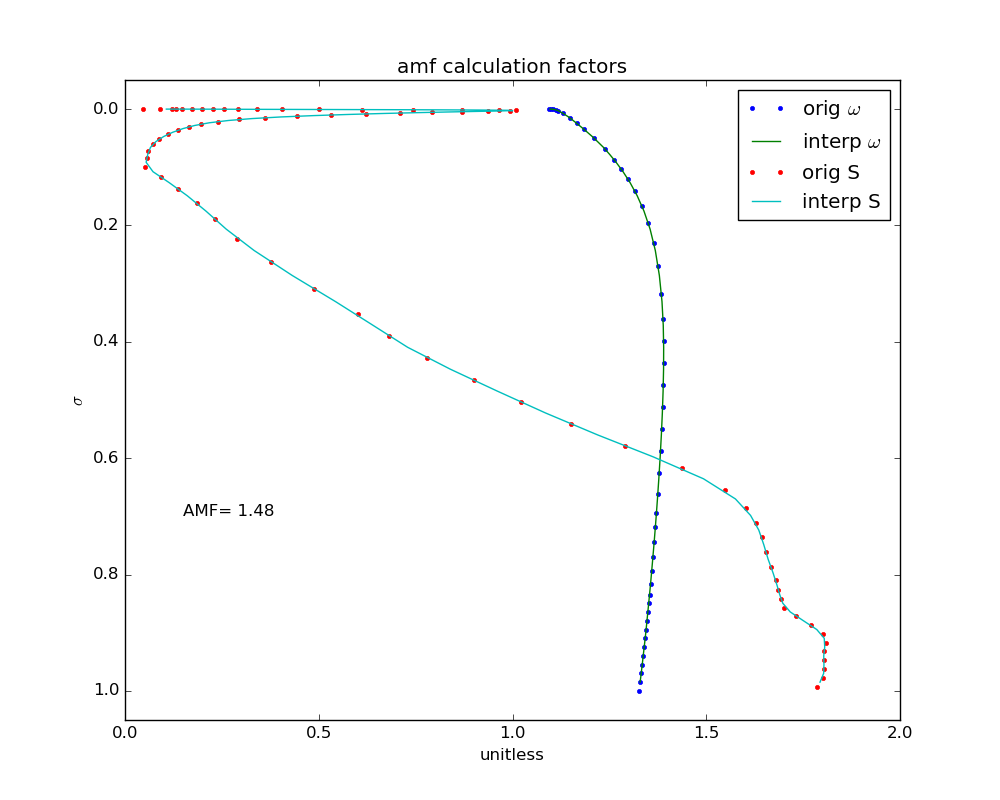 amf calculation factors
0.0
0.2
0.4
0.6
0.8
1.0
σ
orig ω
interp ω
orig S
interp S
AMF= 1.48
0.0 0.5 1.0 1.5 2.0
unitless